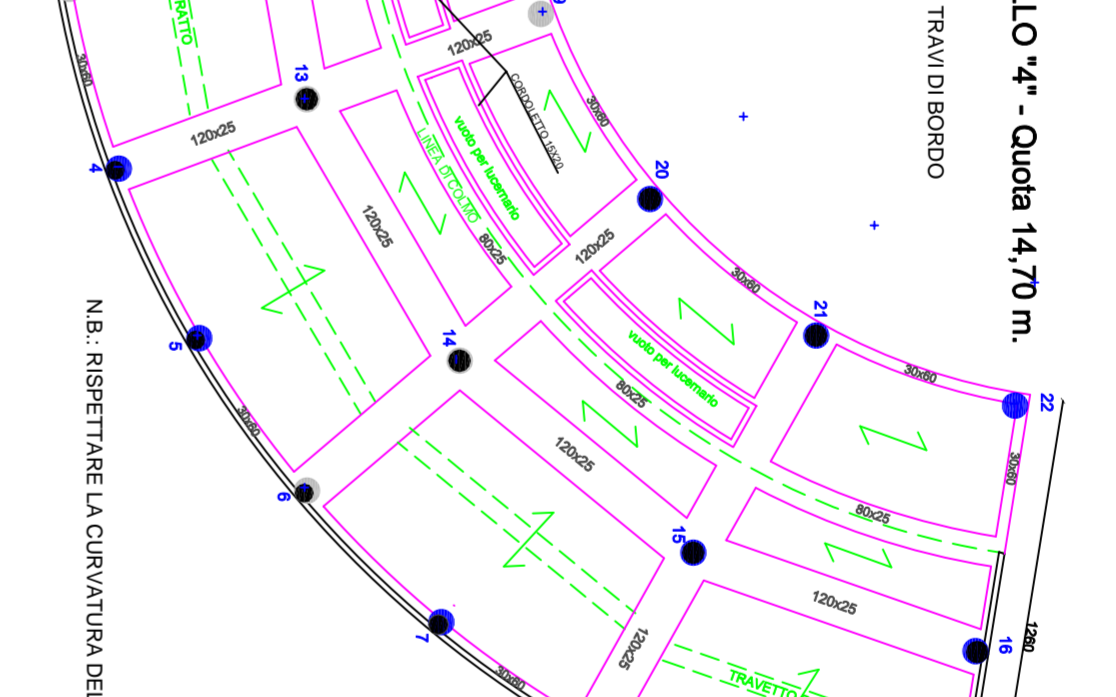 LLO "4" - Quota 14,70 m.
TRAVI DI BORDO
N.B.: RISPETTARE LA CURVATURA DEL
RATTO
30x60
13
120x25
4
120x25
CORDOLETTO 15X20
30x60
vuoto per lucernario
LINEA DI COLMO
80x25
120x25
20
120x25
30x60
21
vuoto per lucernario
80x25
14
120x25
5
30x60
6
30x60
22
30x60
80x25
15
120x25
16
1260
7
30x60
120x25
TRAVETTO